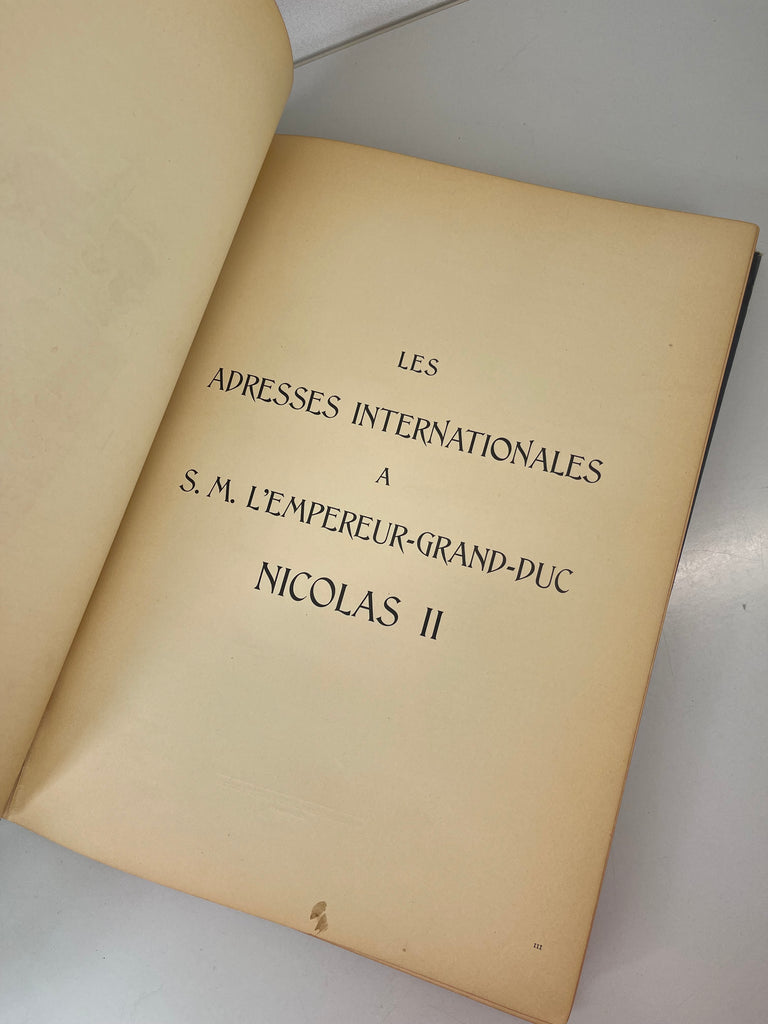 LES
ADRESSES INTERNATIONALES
A
S. M. L'EMPEREUR-GRAND-DUC
NICOLAS II
III